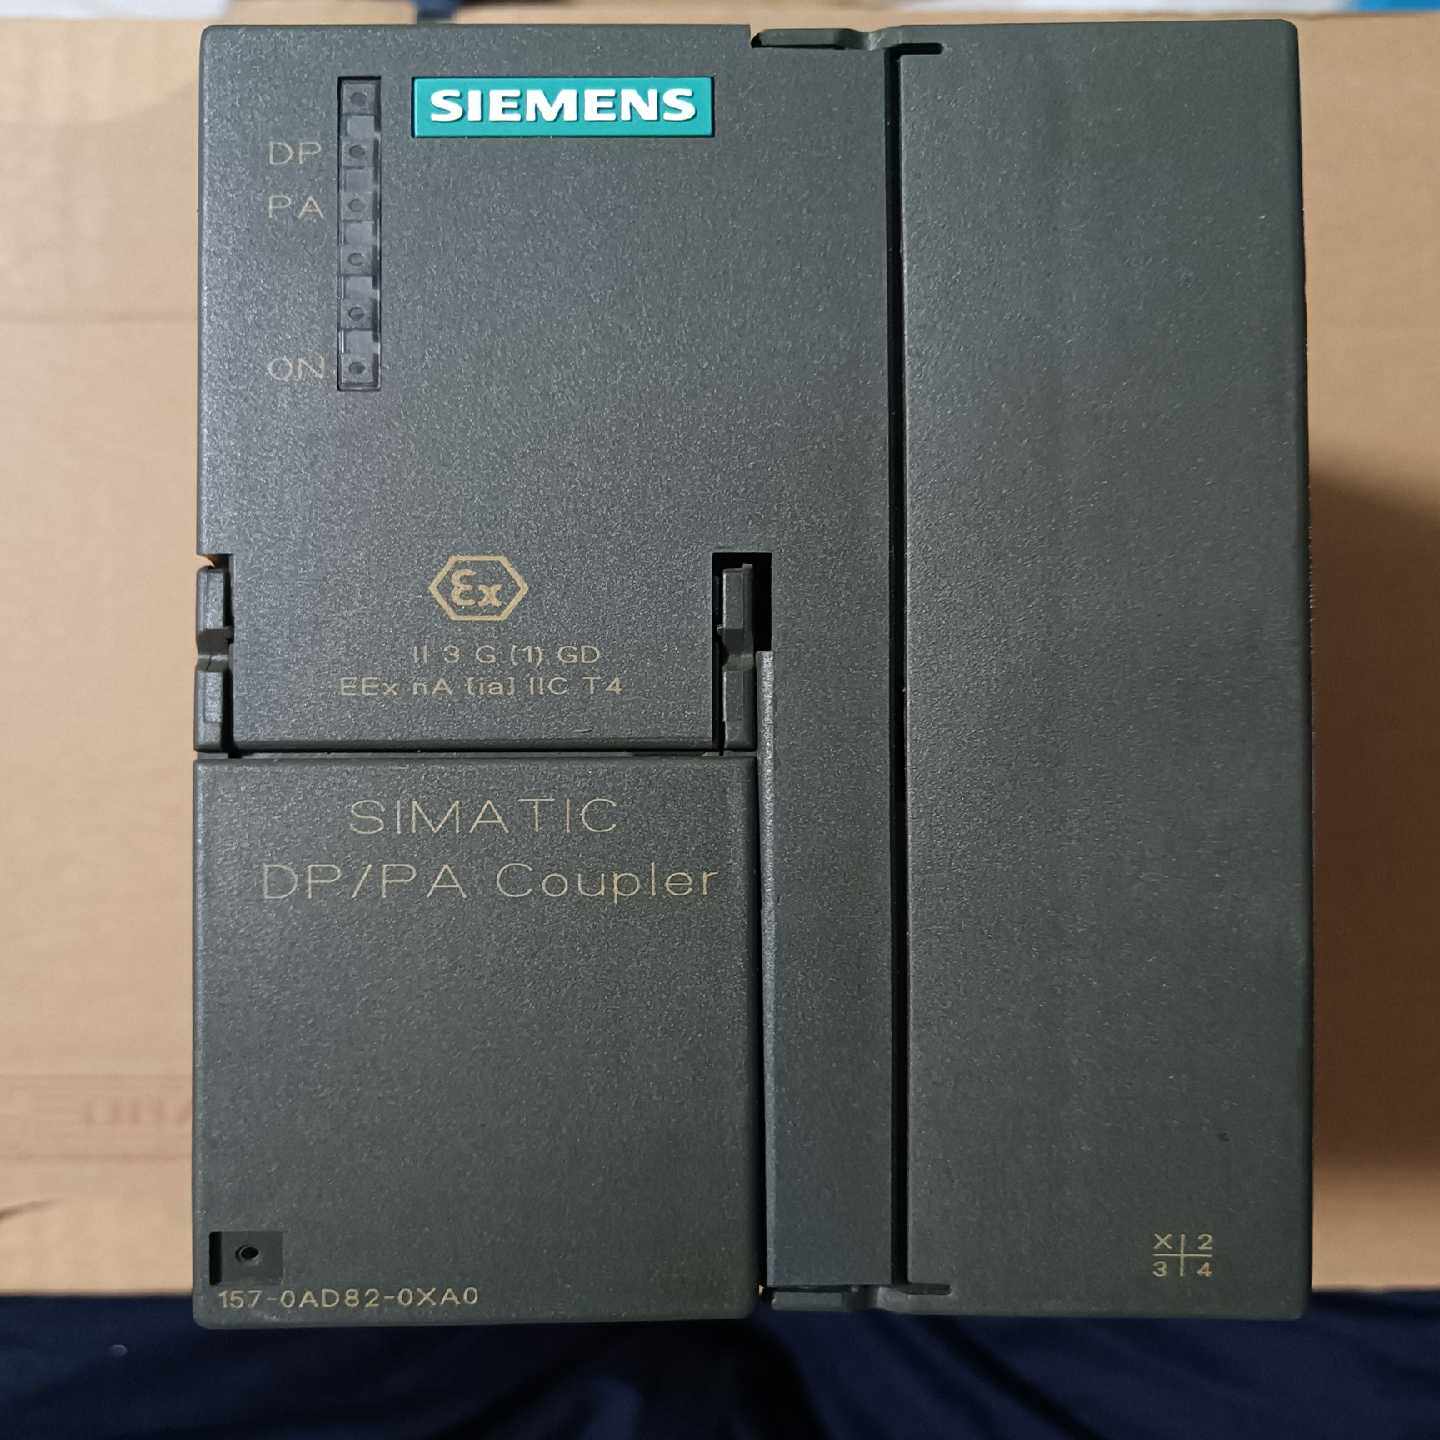 SIEMENS
DP
PA
ON
Ex
II 3 G (1) GD
EEx nA [ia] IIC T4
SIMATIC
DP/PA Coupler
157-0AD82-0XA0
X 2
3 4